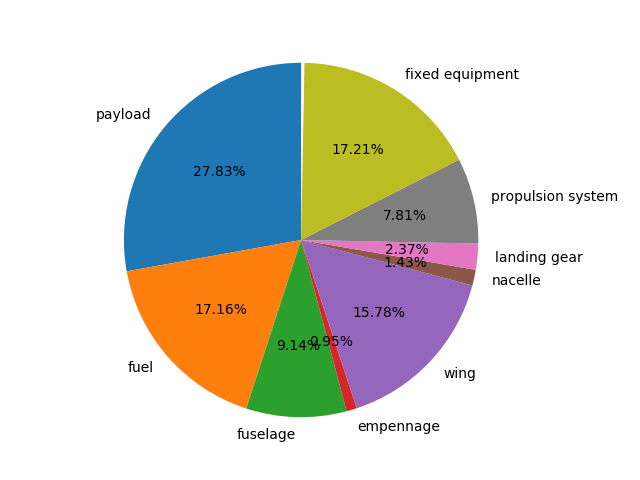 fixed equipment
payload
17.21%
27.83%
propulsion system
7.81%
2.37%
landing gear
1.43%
nacelle
17.16%
15.78%
9.14%
0.95%
fuel
wing
empennage
fuselage